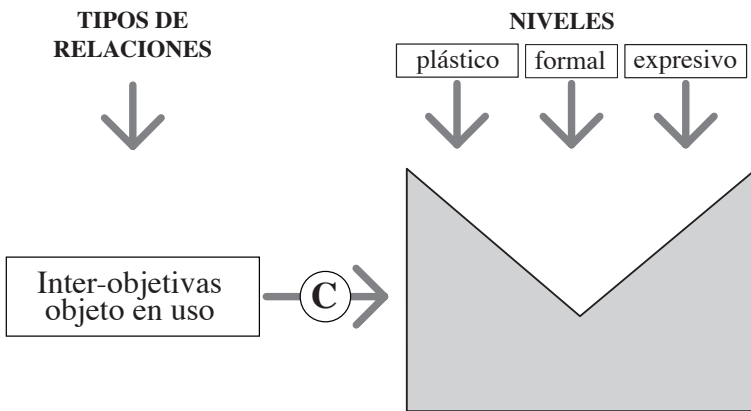 TIPOS DE
RELACIONES
NIVELES
plástico
formal
expresivo
Inter-objetivas
objeto en uso
C